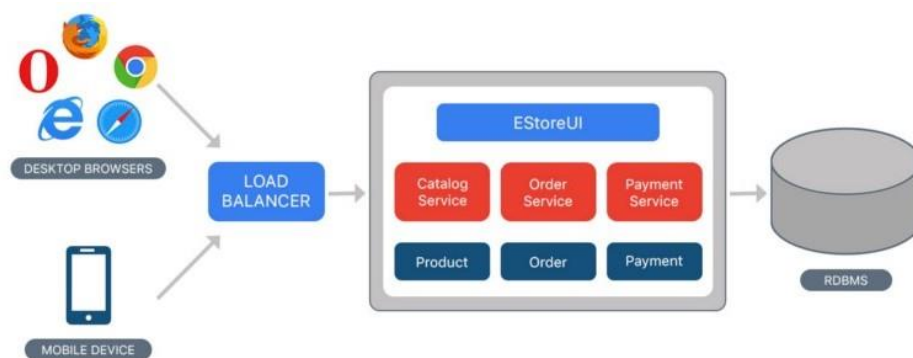 DESKTOP BROWSERS
LOAD
BALANCER
MOBILE DEVICE
EStoreUI
Catalog
Service
Order
Service
Payment
Service
Product
Order
Payment
RDBMS